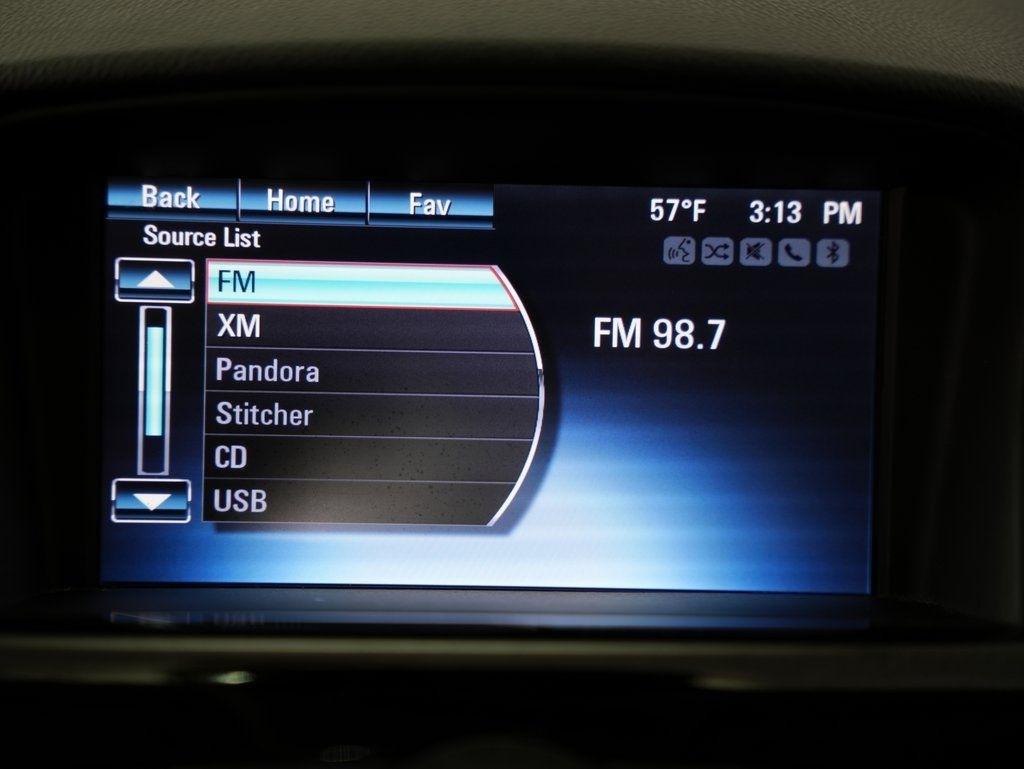 Back Home Fav 57°F 3:13 PM
Source List
FM
XM
FM 98.7
Pandora
Stitcher
CD
USB